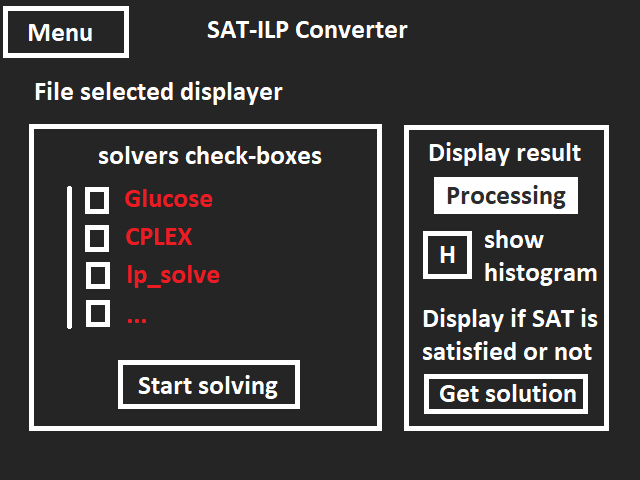 Menu
SAT-ILP Converter
File selected displayer
solvers check-boxes
Glucose
CPLEX
lp_solve
...
Start solving
Display result
Processing
H
show
histogram
Display if SAT is
satisfied or not
Get solution